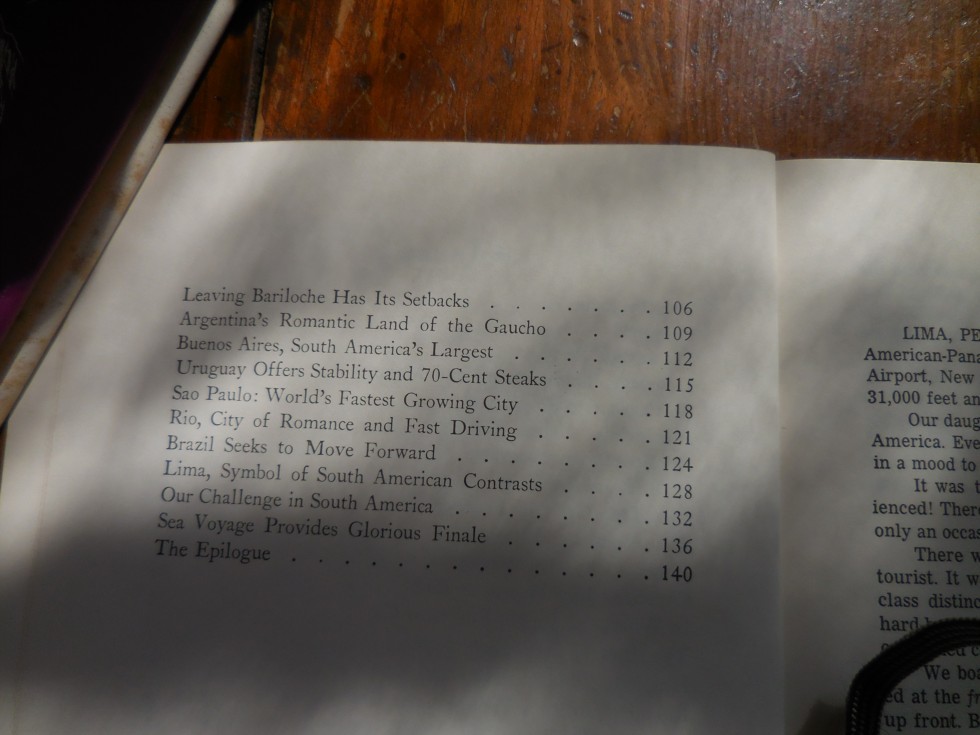 Leaving Bariloche Has Its Setbacks . . . . . . . 106
Argentina's Romantic Land of the Gaucho . . . . 109
Buenos Aires, South America's Largest . . . . . . 112
Uruguay Offers Stability and 70-Cent Steaks . . . . 115
Sao Paulo: World's Fastest Growing City . . . . . 118
Rio, City of Romance and Fast Driving . . . . . 121
Brazil Seeks to Move Forward . . . . . . . . 124
Lima, Symbol of South American Contrasts . . . . 128
Our Challenge in South America . . . . . . . . 132
Sea Voyage Provides Glorious Finale . . . . . . 136
The Epilogue . . . . . . . . . . . . . . 140
LIMA, PE
American-Pana
Airport, New
31,000 feet an
Our daug
America. Eve
in a mood to
It was t
ienced! There
only an occas
There w
tourist. It w
class distinc
hard
We boa
ed at the fr
up front. B